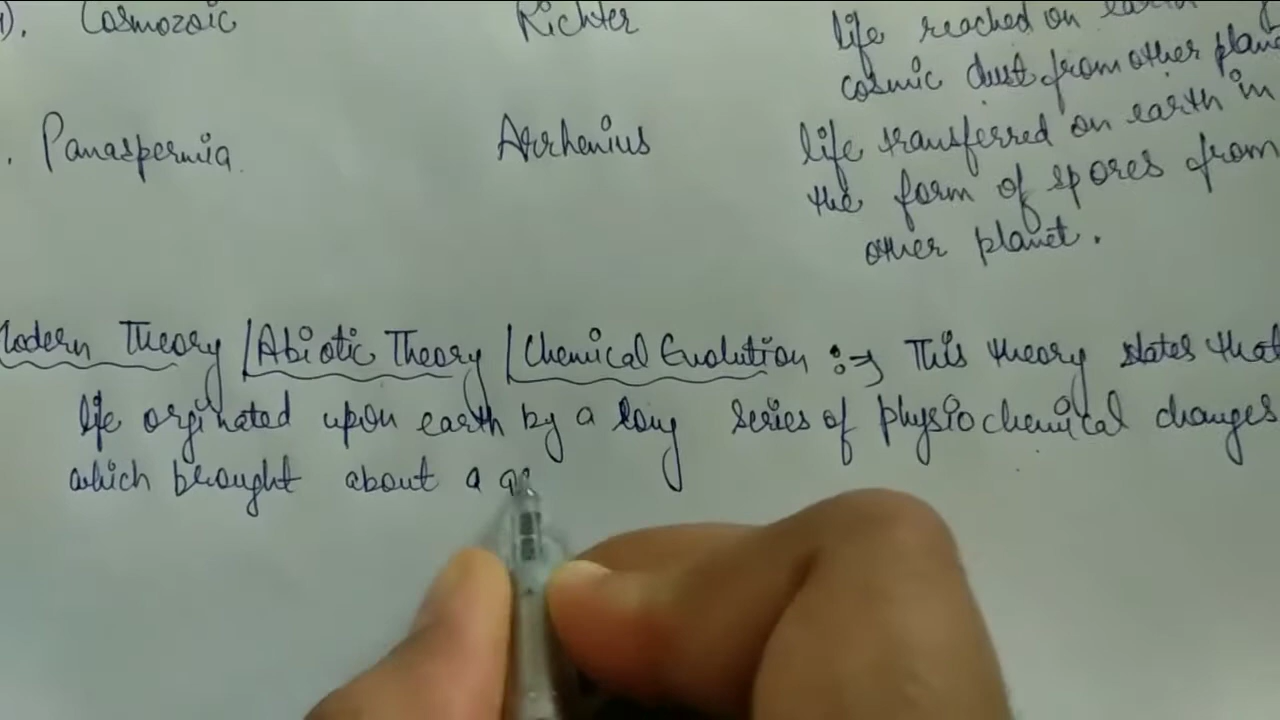 Cosmozoic Richter life reached on earth
cosmic dust from other
Panaspermia Arrhenius life transferred on earth in
the form of spores from
other planet.
Modern Theory / Abiotic Theory / Chemical Evolution :→ This theory states that
life orginated upon earth by a long series of physiochemical changes
which brought about a